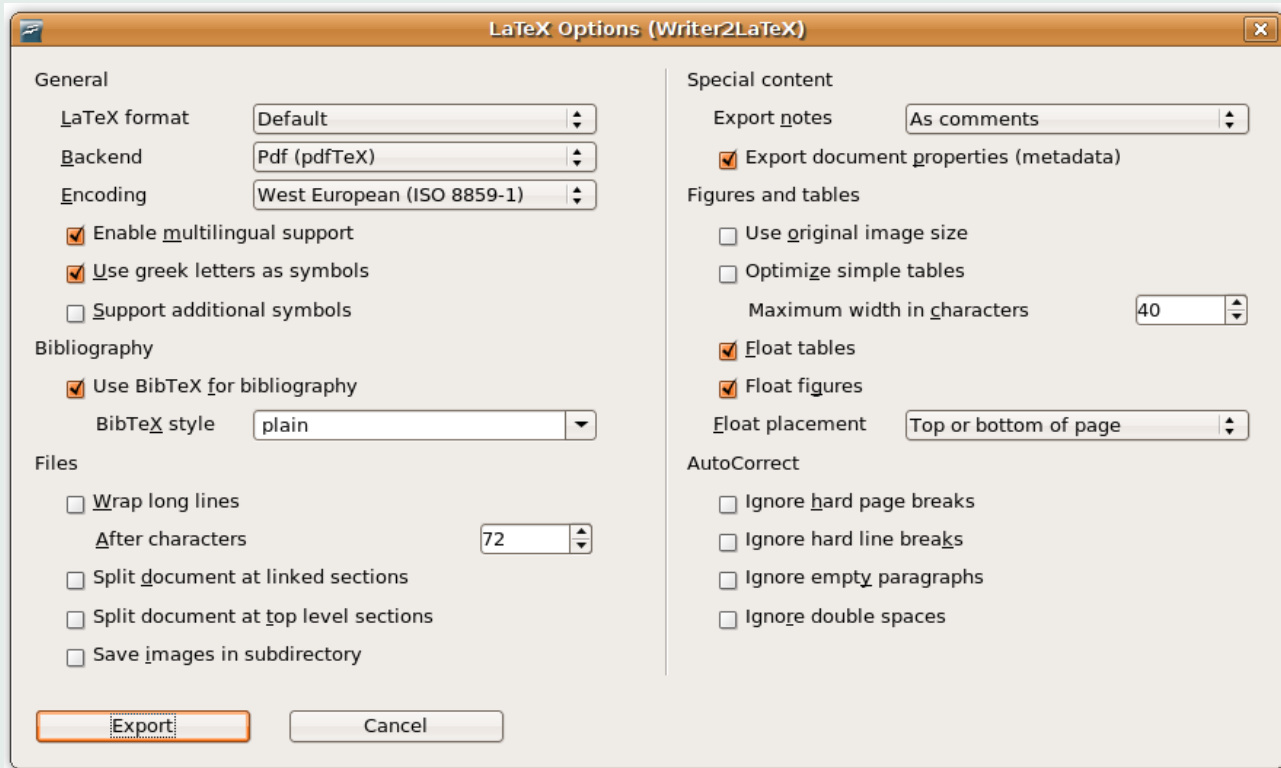 LaTeX Options (Writer2LaTeX)
General
LaTeX format Default
Backend Pdf (pdfTeX)
Encoding West European (ISO 8859-1)
Enable multilingual support
Use greek letters as symbols
Support additional symbols
Bibliography
Use BibTeX for bibliography
BibTeX style plain
Files
Wrap long lines
After characters 72
Split document at linked sections
Split document at top level sections
Save images in subdirectory
Special content
Export notes As comments
Export document properties (metadata)
Figures and tables
Use original image size
Optimize simple tables
Maximum width in characters 40
Float tables
Float figures
Float placement Top or bottom of page
AutoCorrect
Ignore hard page breaks
Ignore hard line breaks
Ignore empty paragraphs
Ignore double spaces
Export Cancel